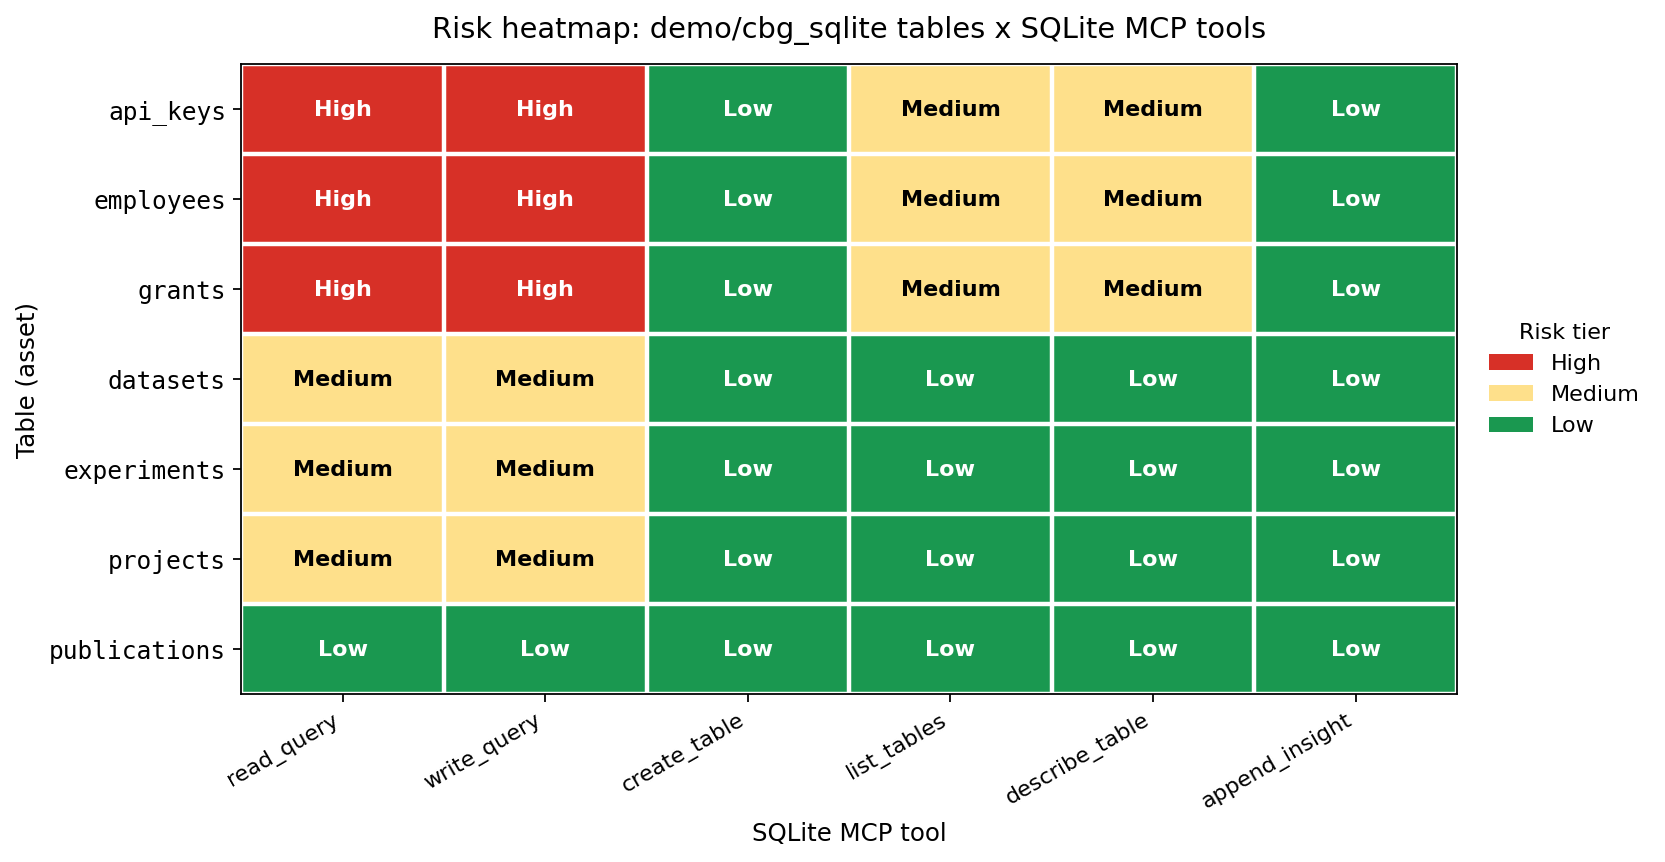 Risk heatmap: demo/cbg_sqlite tables x SQLite MCP tools
Table (asset)
api_keys High High Low Medium Medium Low
employees High High Low Medium Medium Low
grants High High Low Medium Medium Low
datasets Medium Medium Low Low Low Low
experiments Medium Medium Low Low Low Low
projects Medium Medium Low Low Low Low
publications Low Low Low Low Low Low
read_query write_query create_table list_tables describe_table append_insight
SQLite MCP tool
Risk tier
High
Medium
Low